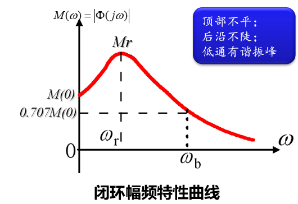 M(ω) = |Φ(jω)|
顶部不平；
后沿不陡；
低通有谐振峰
Mr
M(0)
0.707M(0)
0
ωr
ωb
ω
闭环幅频特性曲线